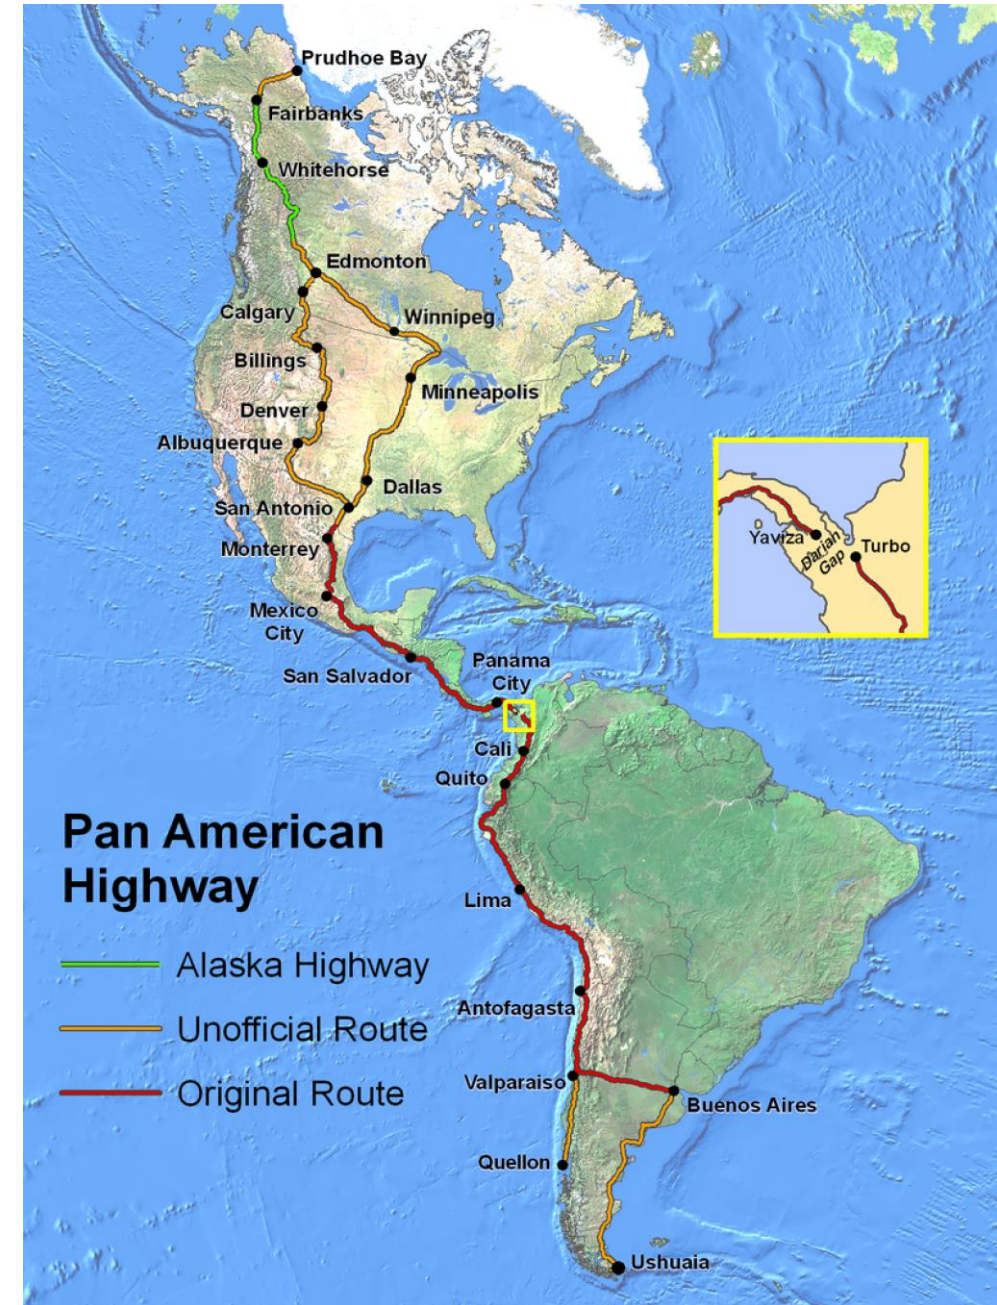 Prudhoe Bay
Fairbanks
Whitehorse
Edmonton
Calgary
Winnipeg
Billings
Minneapolis
Denver
Albuquerque
Dallas
San Antonio
Monterrey
Yaviza
Darian
Gap
Turbo
Mexico
City
San Salvador
Panama
City
Cali
Quito
Pan American
Highway
Lima
Alaska Highway
Antofagasta
Unofficial Route
Valparaiso
Original Route
Buenos Aires
Quellon
Ushuaia